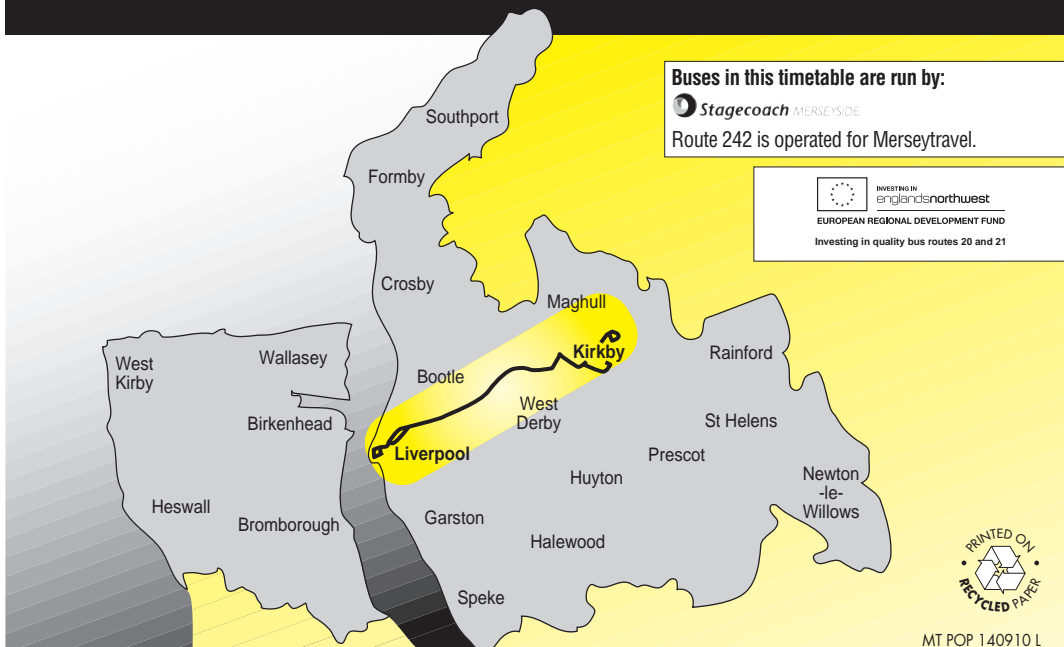 Buses in this timetable are run by:
Stagecoach MERSEYSIDE
Route 242 is operated for Merseytravel.
INVESTING IN
englandsnorthwest
EUROPEAN REGIONAL DEVELOPMENT FUND
Investing in quality bus routes 20 and 21
Southport
Formby
Crosby
Maghull
Kirkby
Rainford
West
Kirby
Wallasey
Bootle
West
Derby
Birkenhead
St Helens
Liverpool
Prescot
Huyton
Newton
-le-
Willows
Heswall
Bromborough
Garston
Halewood
Speke
PRINTED ON
RECYCLED PAPER
MT POP 140910 L